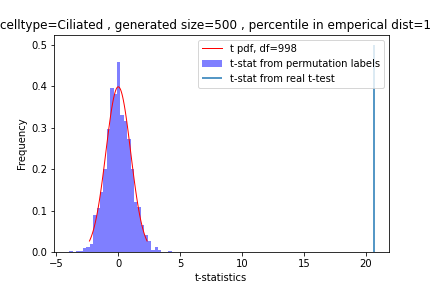 celltype=Ciliated , generated size=500 , percentile in emperical dist=1
t pdf, df=998
t-stat from permutation labels
t-stat from real t-test
Frequency
0.5
0.4
0.3
0.2
0.1
0.0
−5
0
5
10
15
20
t-statistics